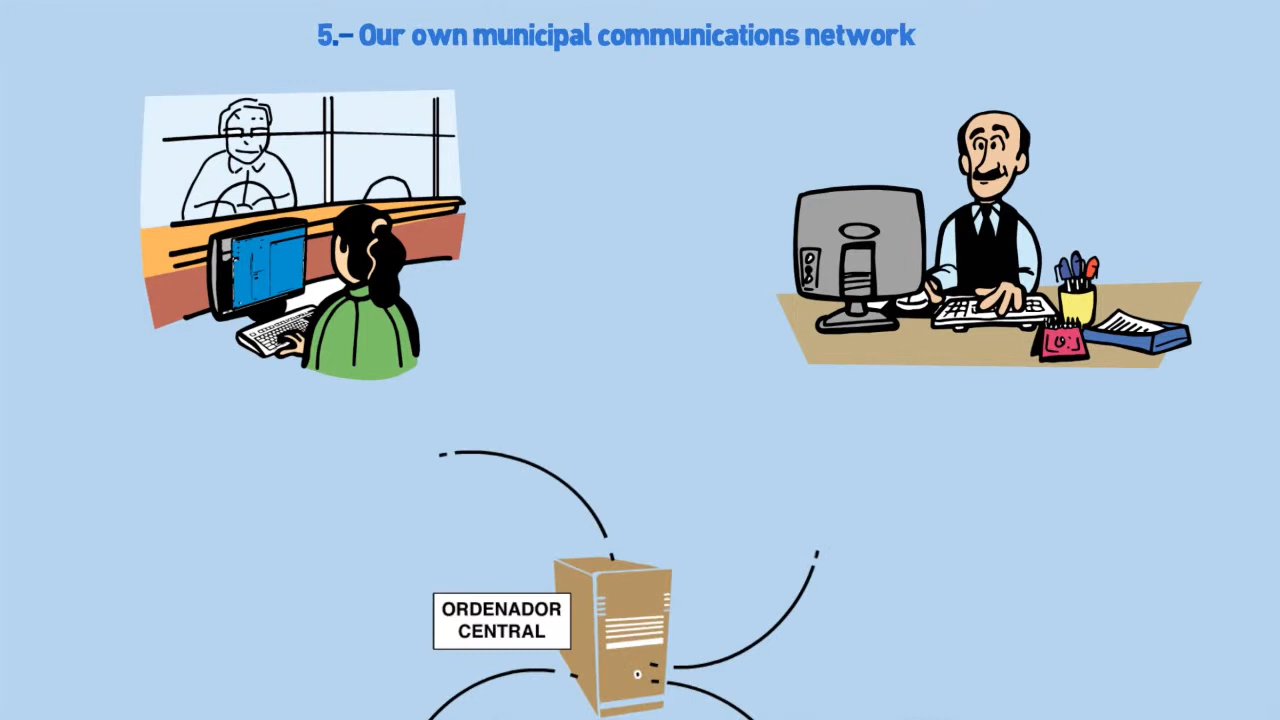 5.– Our own municipal communications network
ORDENADOR
CENTRAL